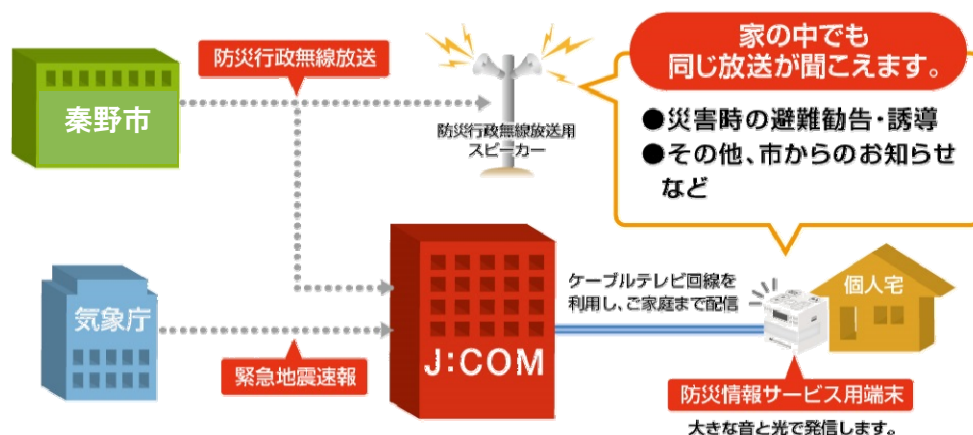 防災行政無線放送
秦野市
防災行政無線放送用
スピーカー
家の中でも
同じ放送が聞こえます。
●災害時の避難勧告・誘導
●その他、市からのお知らせ
など
気象庁
緊急地震速報
J:COM
ケーブルテレビ回線を
利用し、ご家庭まで配信
個人宅
防災情報サービス用端末
大きな音と光で発信します。